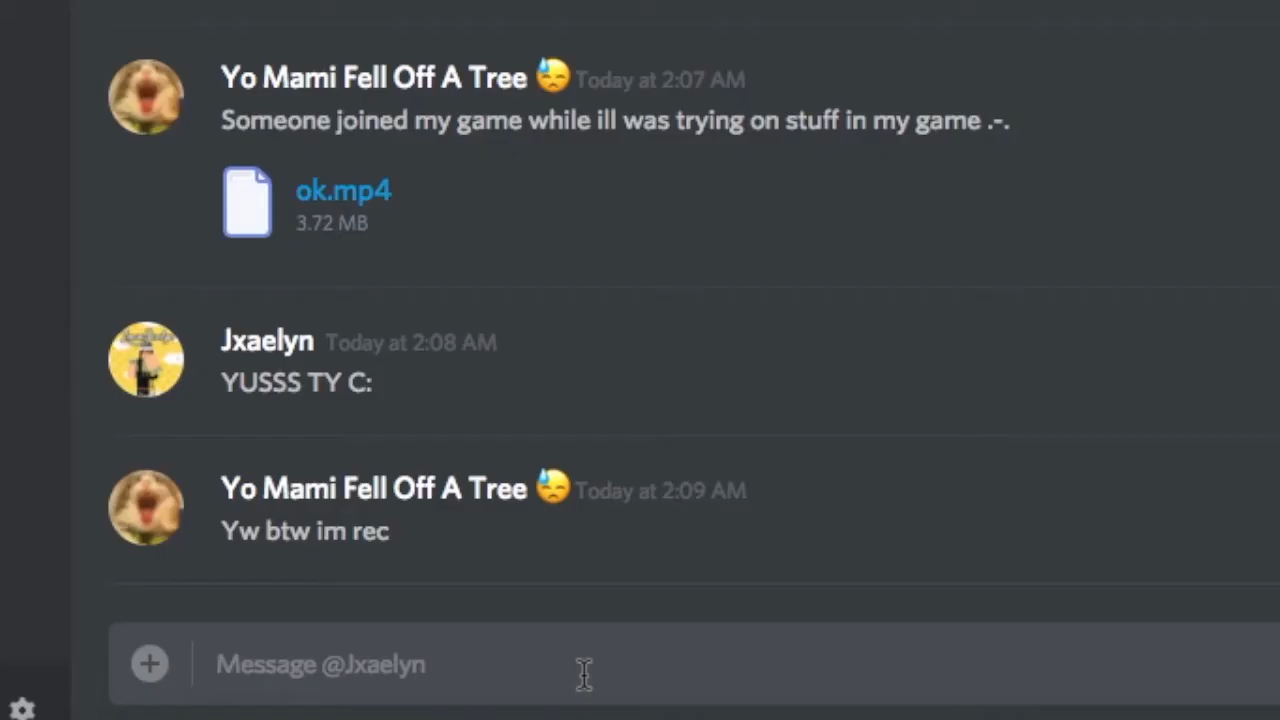 Yo Mami Fell Off A Tree 😓 Today at 2:07 AM
Someone joined my game while ill was trying on stuff in my game .-.
ok.mp4
3.72 MB
Jxaelyn Today at 2:08 AM
YUSSS TY C:
Yo Mami Fell Off A Tree 😓 Today at 2:09 AM
Yw btw im rec
Message @Jxaelyn